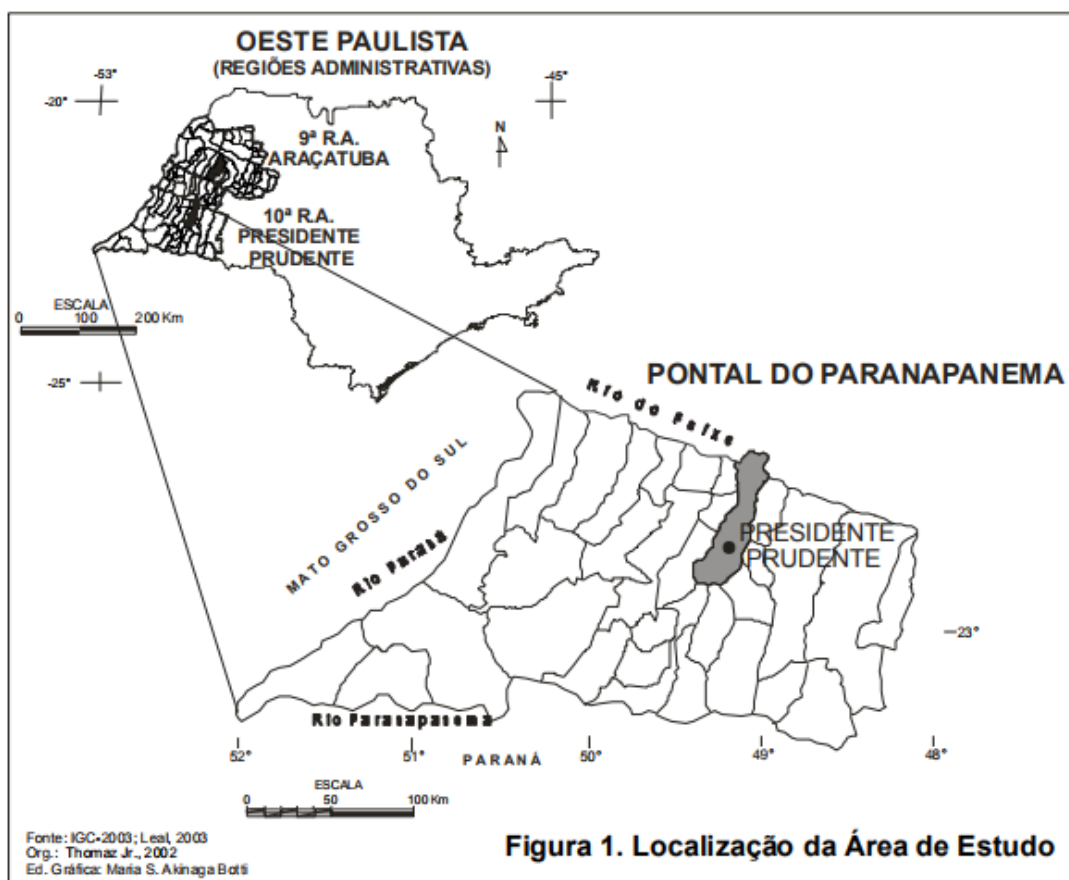 OESTE PAULISTA
(REGIÕES ADMINISTRATIVAS)
-53°
-45°
-20°
N
9ª R.A.
ARAÇATUBA
10ª R.A.
PRESIDENTE
PRUDENTE
ESCALA
0 100 200 Km
-25°
PONTAL DO PARANAPANEMA
Rio do Peixe
MATO GROSSO DO SUL
Rio Paraná
PRESIDENTE
PRUDENTE
-23°
Rio Paranapanema
52° 51° 50° 49° 48°
PARANÁ
ESCALA
0 50 100 Km
Fonte: IGC-2003; Leal, 2003
Org.: Thomaz Jr., 2002
Ed. Gráfica: Maria S. Akinaga Botti
Figura 1. Localização da Área de Estudo